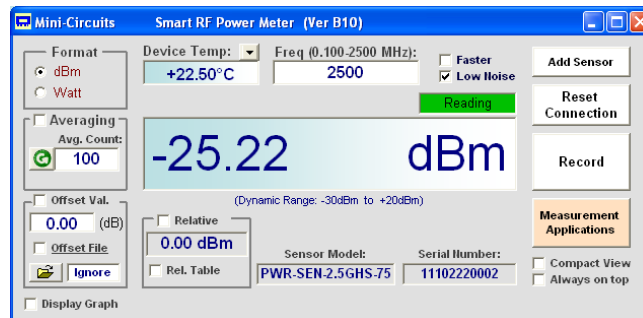 Mini-Circuits Smart RF Power Meter (Ver B10)
Format
dBm
Watt
Device Temp:
+22.50°C
Freq (0.100-2500 MHz):
2500
Faster
Low Noise
Add Sensor
Reading
Reset
Connection
Averaging
Avg. Count:
100
-25.22 dBm
Record
(Dynamic Range: -30dBm to +20dBm)
Offset Val.
0.00 (dB)
Offset File
Ignore
Relative
0.00 dBm
Rel. Table
Sensor Model:
PWR-SEN-2.5GHS-75
Serial Number:
11102220002
Measurement
Applications
Compact View
Always on top
Display Graph